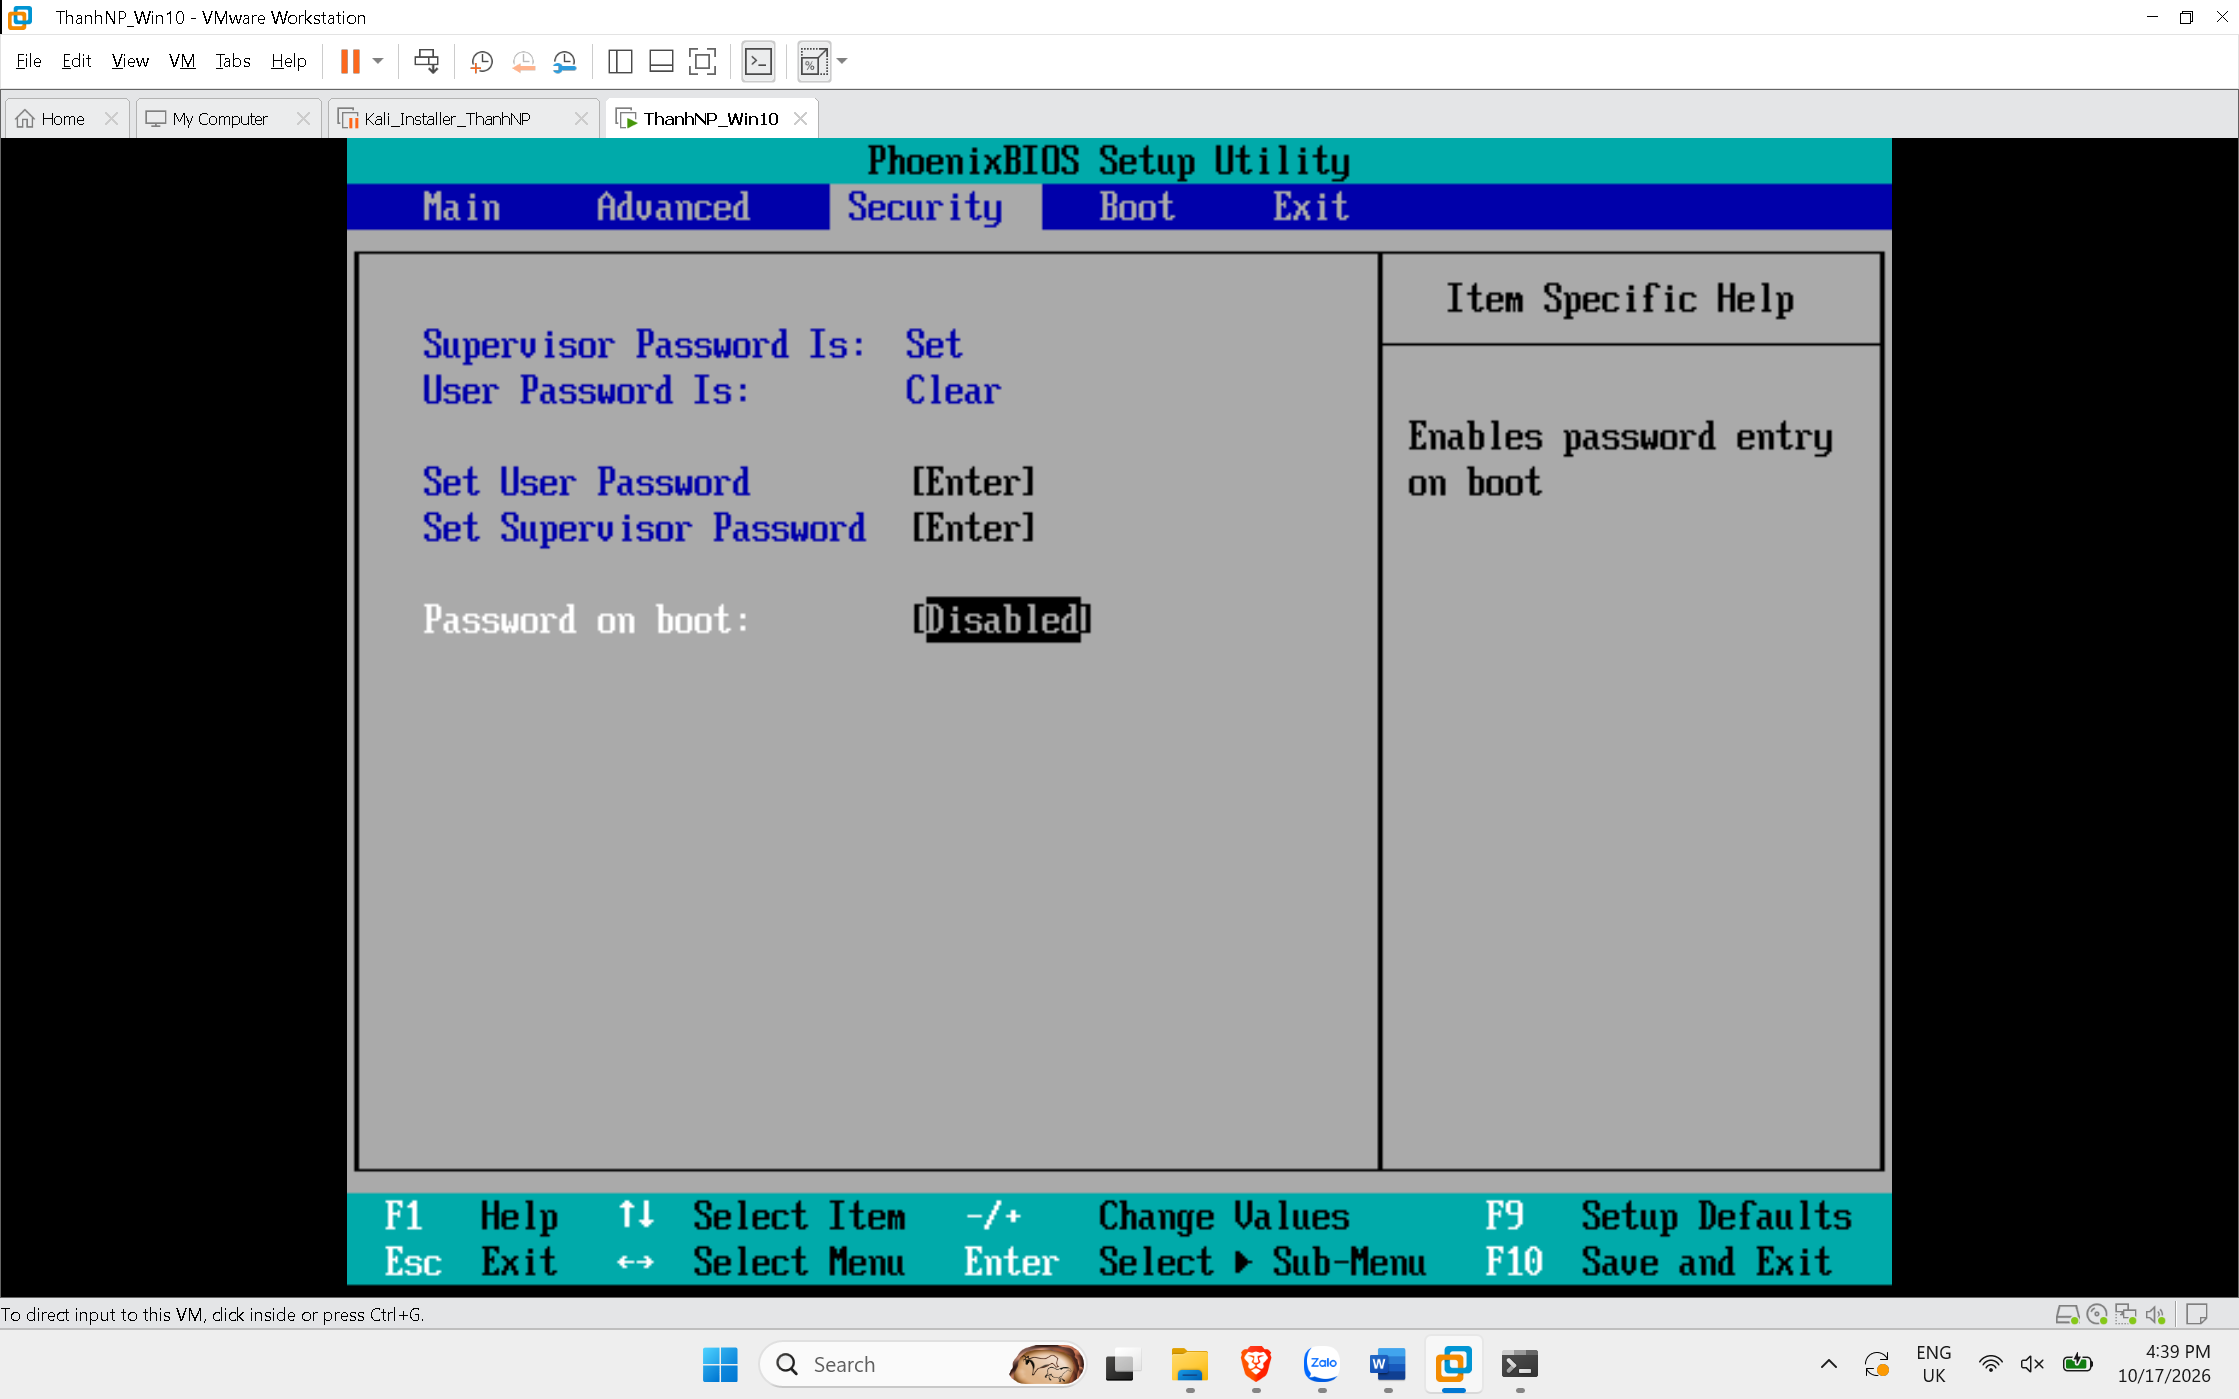 ThanhNP_Win10 - VMware Workstation
File Edit View VM Tabs Help
Home My Computer Kali_Installer_ThanhNP ThanhNP_Win10
PhoenixBIOS Setup Utility
Main Advanced Security Boot Exit
Item Specific Help
Supervisor Password Is: Set
User Password Is: Clear
Enables password entry
on boot
Set User Password [Enter]
Set Supervisor Password [Enter]
Password on boot: [Disabled]
F1 Help ↑↓ Select Item -/+ Change Values F9 Setup Defaults
Esc Exit ↔ Select Menu Enter Select ▶ Sub-Menu F10 Save and Exit
To direct input to this VM, click inside or press Ctrl+G.
Search
Zalo
W
ENG
UK
4:39 PM
10/17/2026